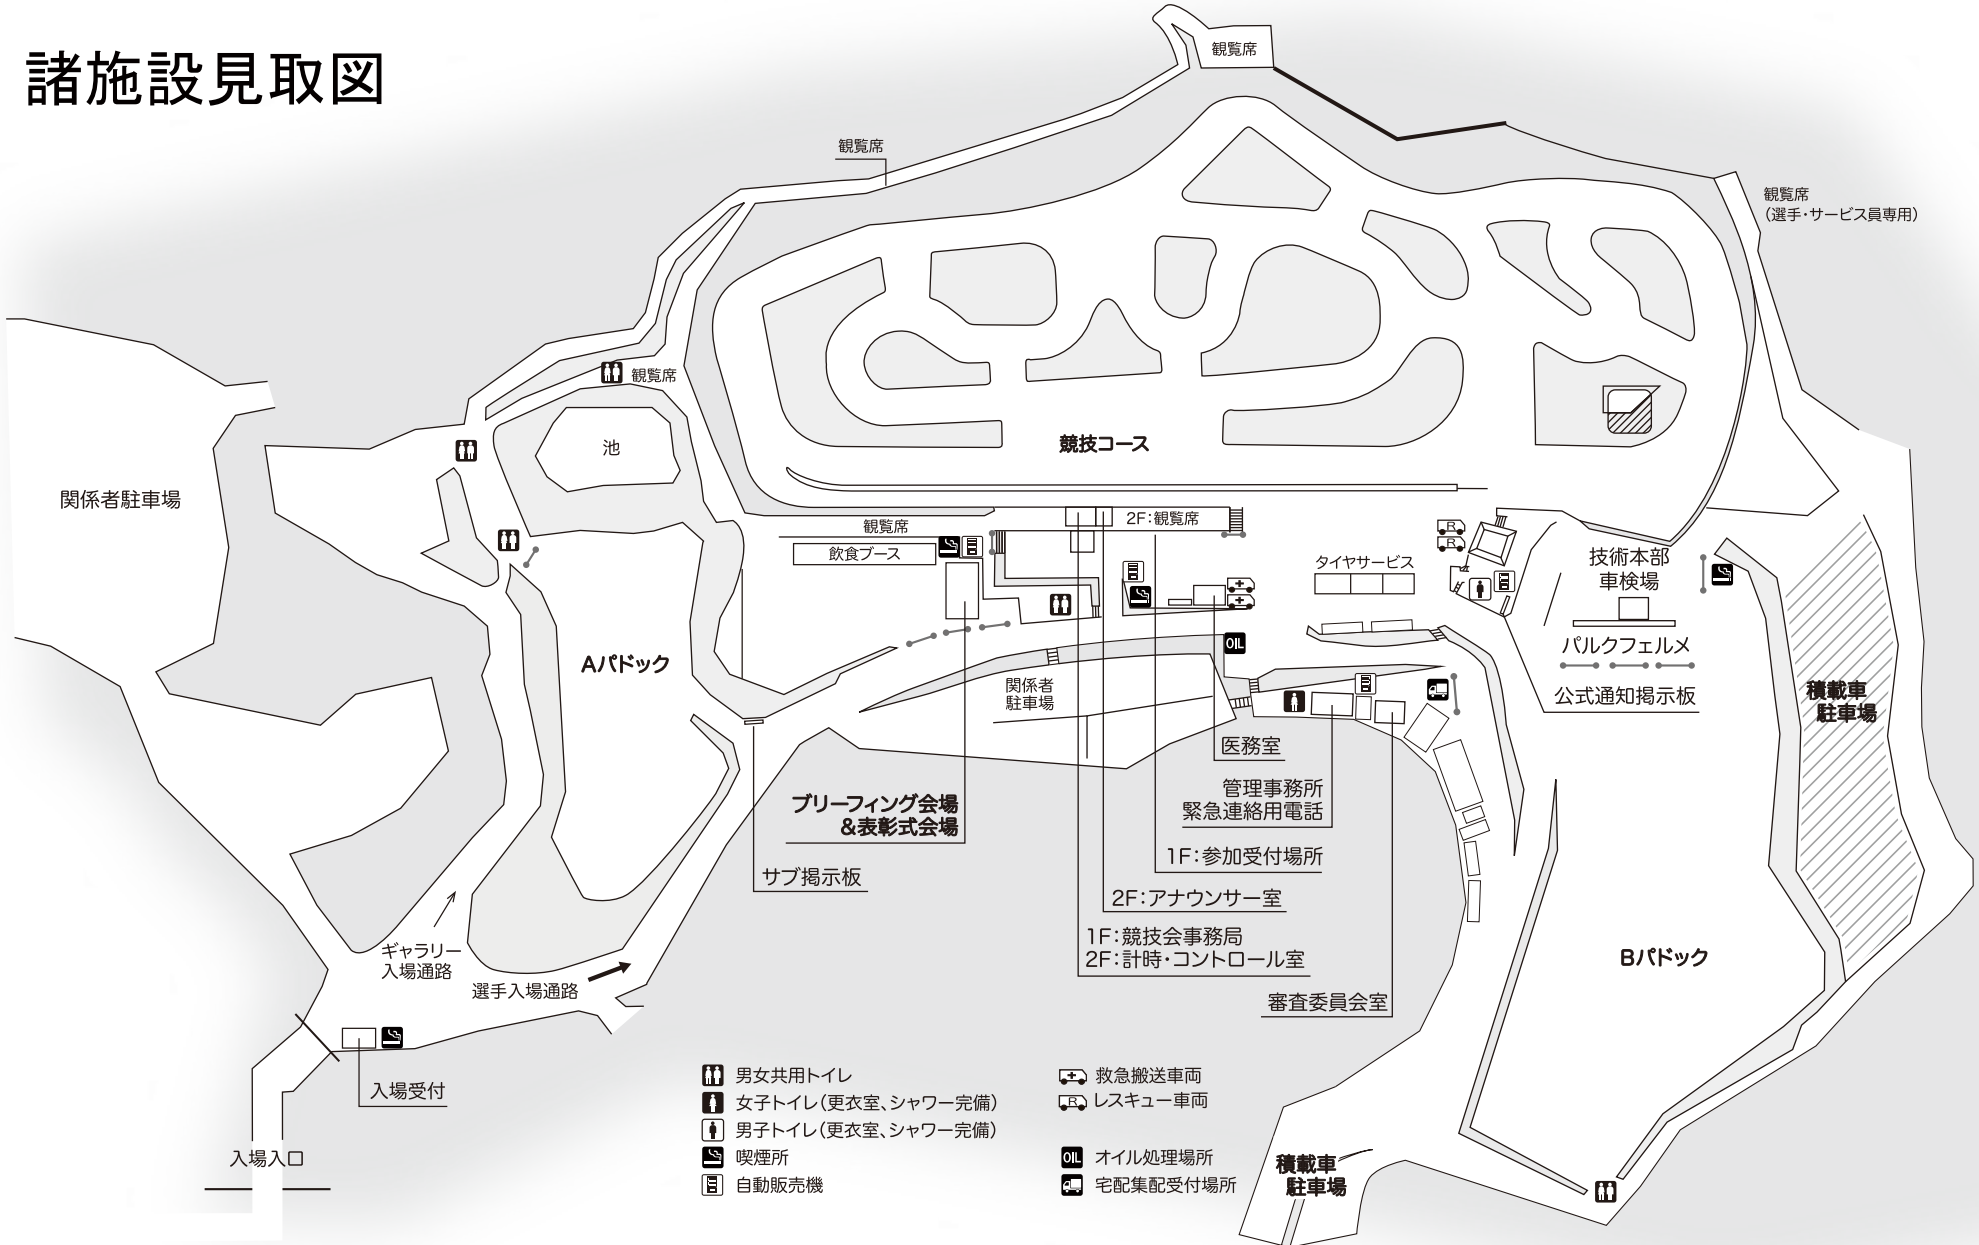 諸施設見取図
観覧席
観覧席
観覧席
(選手・サービス員専用)
観覧席
池
競技コース
関係者駐車場
観覧席
2F:観覧席
飲食ブース
タイヤサービス
R
R
技術本部
車検場
パルクフェルメ
OIL
Aパドック
関係者
駐車場
公式通知掲示板
積載車
駐車場
医務室
管理事務所
緊急連絡用電話
ブリーフィング会場
&表彰式会場
1F:参加受付場所
サブ掲示板
2F:アナウンサー室
1F:競技会事務局
2F:計時・コントロール室
審査委員会室
Bパドック
ギャラリー
入場通路
選手入場通路
入場受付
入場入口
男女共用トイレ
女子トイレ(更衣室、シャワー完備)
男子トイレ(更衣室、シャワー完備)
喫煙所
自動販売機
救急搬送車両
R レスキュー車両
OIL オイル処理場所
宅配集配受付場所
積載車
駐車場